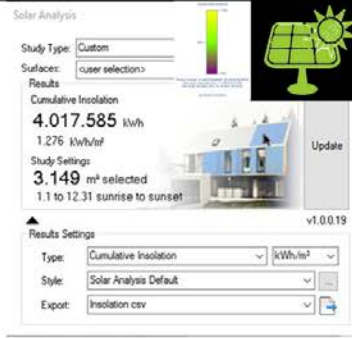 Solar Analysis
Study Type: Custom
Surfaces: <user selection>
Results
Cumulative Insolation
4.017.585 kWh
1.276 kWh/m²
Study Settings
3.149 m² selected
1.1 to 12.31 sunrise to sunset
Update
v1.0.0.19
Results Settings
Type: Cumulative Insolation kWh/m²
Style: Solar Analysis Default ...
Export: Insolation csv